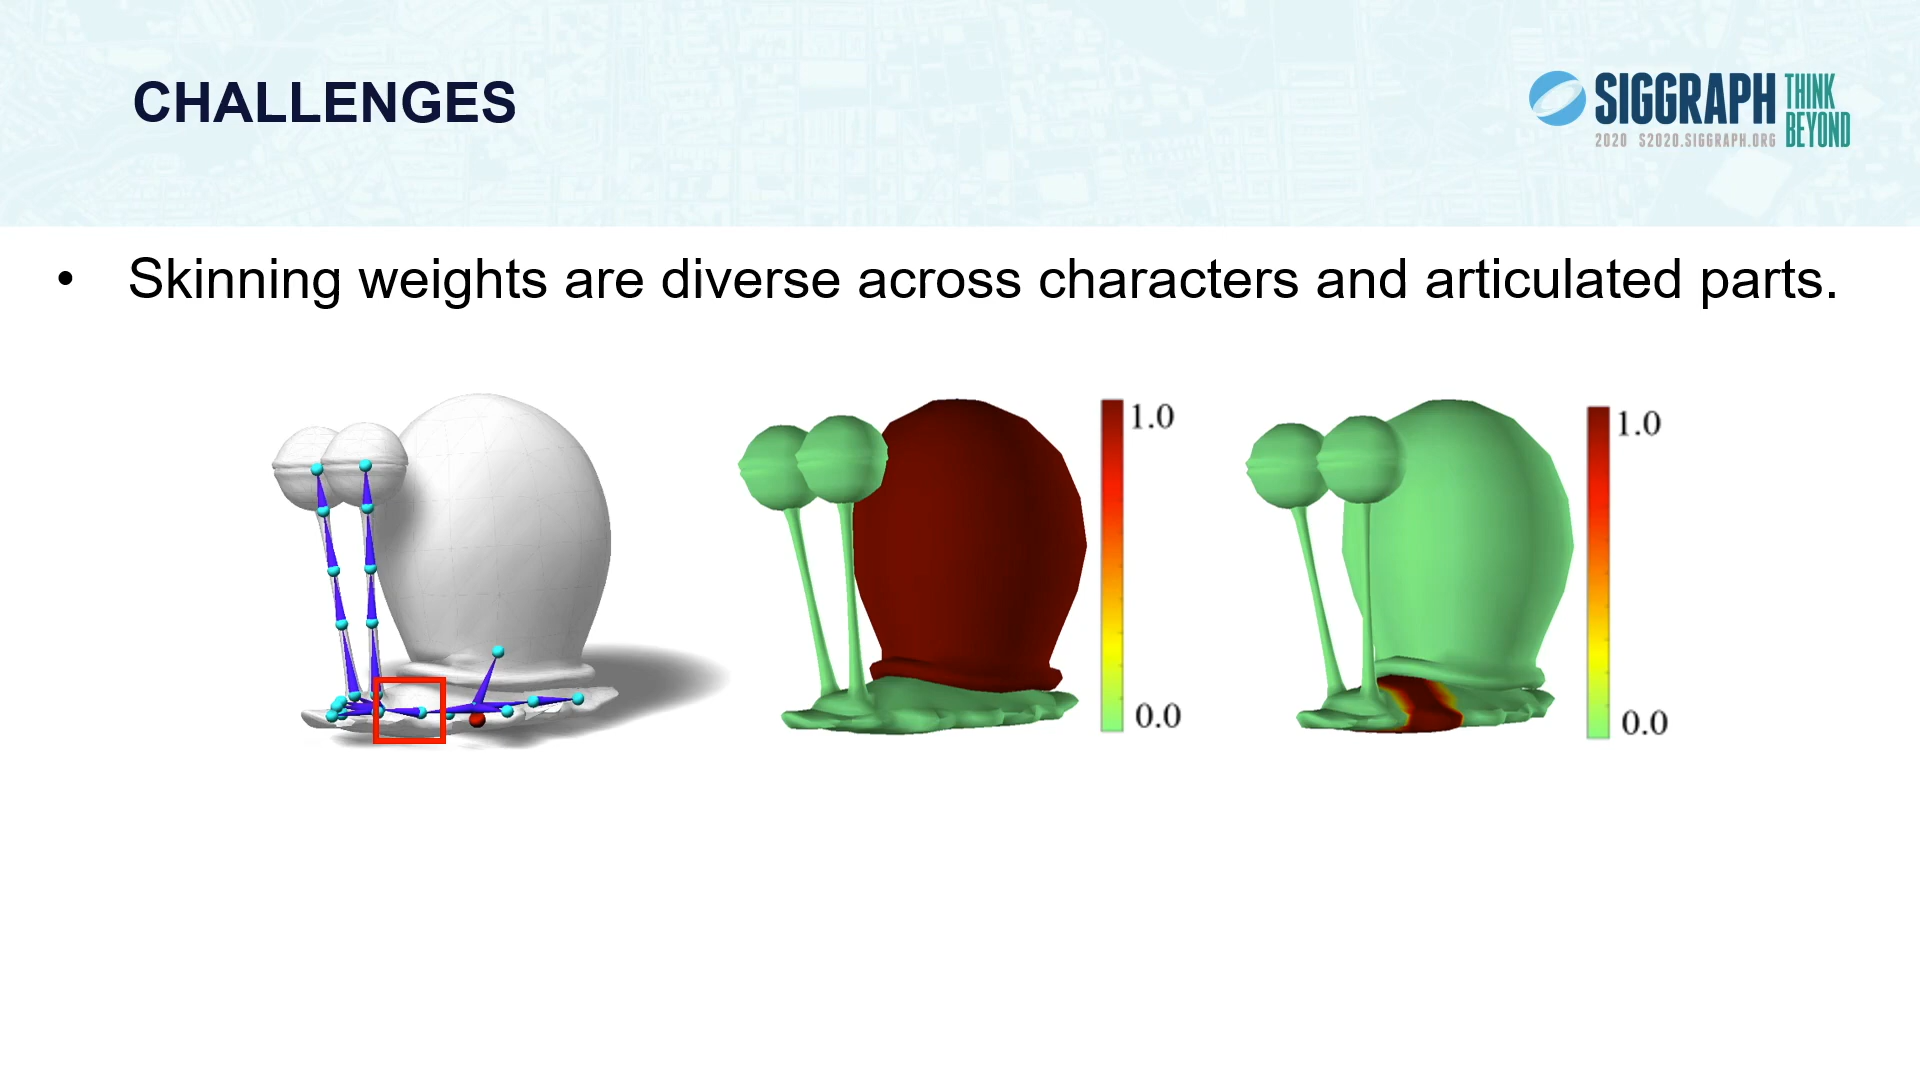 CHALLENGES
SIGGRAPH THINK BEYOND
2020 S2020.SIGGRAPH.ORG
• Skinning weights are diverse across characters and articulated parts.
1.0
0.0
1.0
0.0